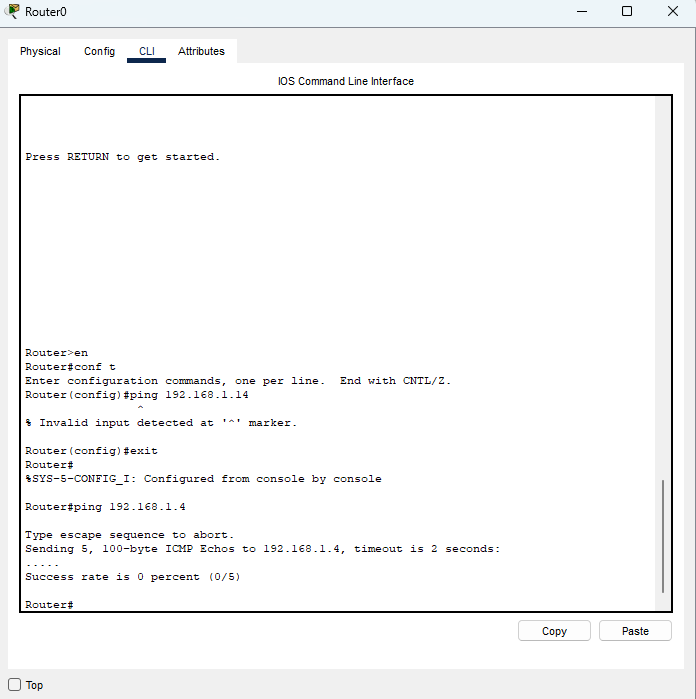 Router0
Physical Config CLI Attributes
IOS Command Line Interface
Press RETURN to get started.
Router>en
Router#conf t
Enter configuration commands, one per line.  End with CNTL/Z.
Router(config)#ping 192.168.1.14
^
% Invalid input detected at '^' marker.
Router(config)#exit
Router#
%SYS-5-CONFIG_I: Configured from console by console
Router#ping 192.168.1.4
Type escape sequence to abort.
Sending 5, 100-byte ICMP Echos to 192.168.1.4, timeout is 2 seconds:
.....
Success rate is 0 percent (0/5)
Router#
Copy Paste
Top